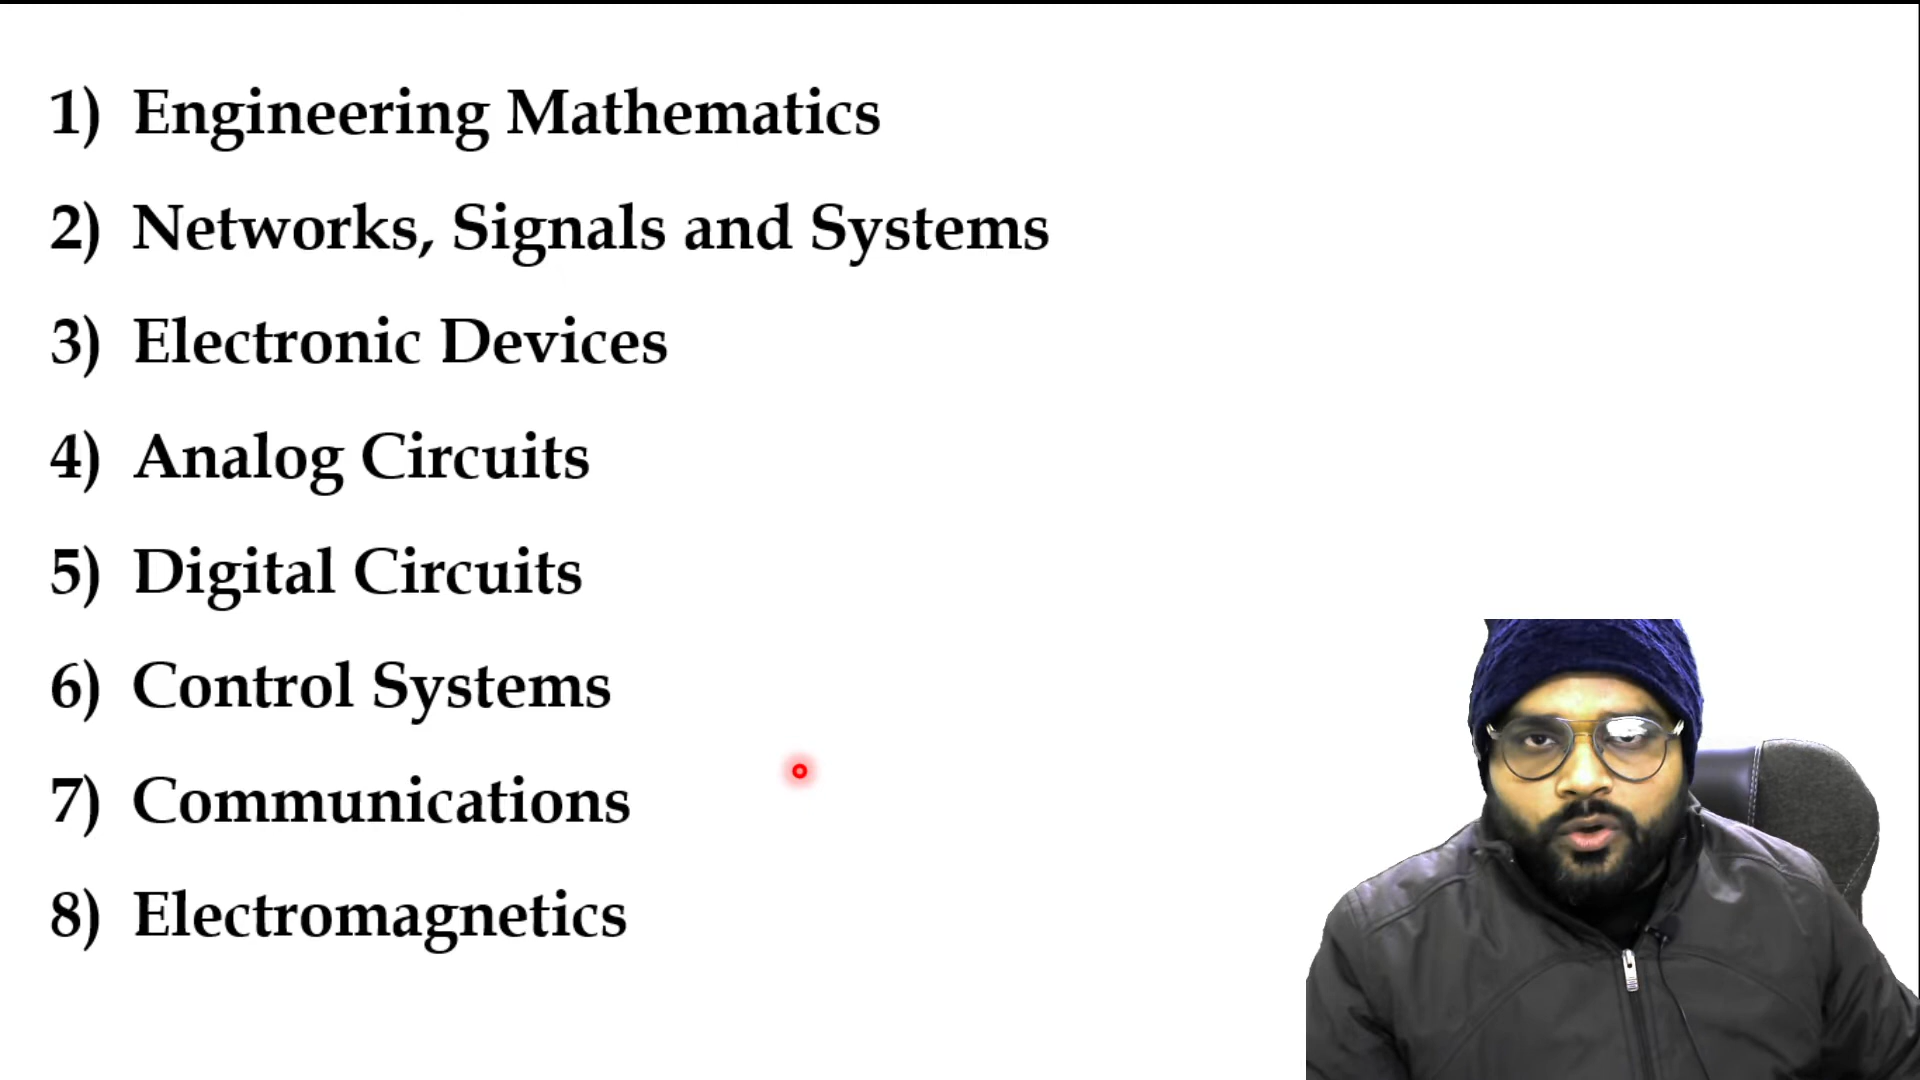 1) Engineering Mathematics
2) Networks, Signals and Systems
3) Electronic Devices
4) Analog Circuits
5) Digital Circuits
6) Control Systems
7) Communications
8) Electromagnetics